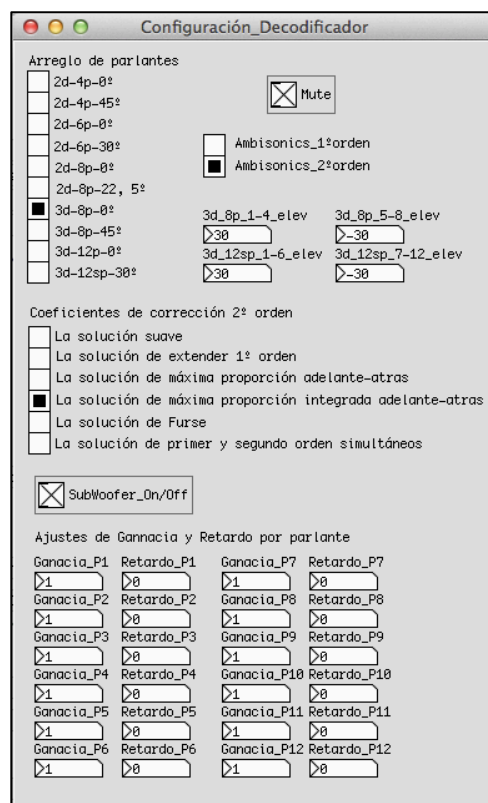 Configuración_Decodificador
Arreglo de parlantes
2d-4p-0º
2d-4p-45º
2d-6p-0º
2d-6p-30º
2d-8p-0º
2d-8p-22, 5º
3d-8p-0º
3d-8p-45º
3d-12p-0º
3d-12sp-30º
Mute
Ambisonics_1ºorden
Ambisonics_2ºorden
3d_8p_1-4_elev 3d_8p_5-8_elev
30 -30
3d_12sp_1-6_elev 3d_12sp_7-12_elev
30 -30
Coeficientes de corrección 2º orden
La solución suave
La solución de extender 1º orden
La solución de máxima proporción adelante-atras
La solución de máxima proporción integrada adelante-atras
La solución de Furse
La solución de primer y segundo orden simultáneos
SubWoofer_On/Off
Ajustes de Gannacia y Retardo por parlante
Ganacia_P1 Retardo_P1 Ganacia_P7 Retardo_P7
1 0 1 0
Ganacia_P2 Retardo_P2 Ganacia_P8 Retardo_P8
1 0 1 0
Ganacia_P3 Retardo_P3 Ganacia_P9 Retardo_P9
1 0 1 0
Ganacia_P4 Retardo_P4 Ganacia_P10 Retardo_P10
1 0 1 0
Ganacia_P5 Retardo_P5 Ganacia_P11 Retardo_P11
1 0 1 0
Ganacia_P6 Retardo_P6 Ganacia_P12 Retardo_P12
1 0 1 0